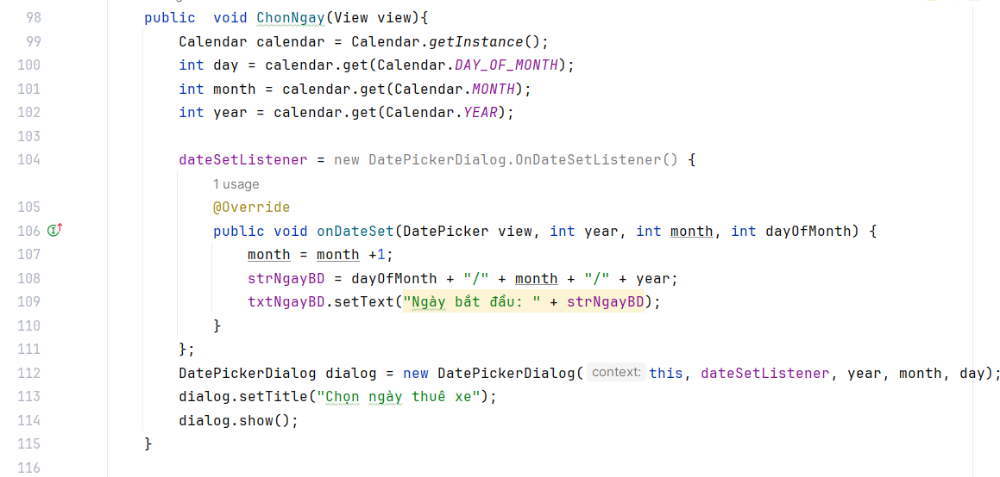 98 public  void ChonNgay(View view){
99 Calendar calendar = Calendar.getInstance();
100 int day = calendar.get(Calendar.DAY_OF_MONTH);
101 int month = calendar.get(Calendar.MONTH);
102 int year = calendar.get(Calendar.YEAR);
103
104 dateSetListener = new DatePickerDialog.OnDateSetListener() {
1 usage
105 @Override
106 public void onDateSet(DatePicker view, int year, int month, int dayOfMonth) {
107 month = month +1;
108 strNgayBD = dayOfMonth + "/" + month + "/" + year;
109 txtNgayBD.setText("Ngày bắt đầu: " + strNgayBD);
110 }
111 };
112 DatePickerDialog dialog = new DatePickerDialog( context: this, dateSetListener, year, month, day);
113 dialog.setTitle("Chọn ngày thuê xe");
114 dialog.show();
115 }
116